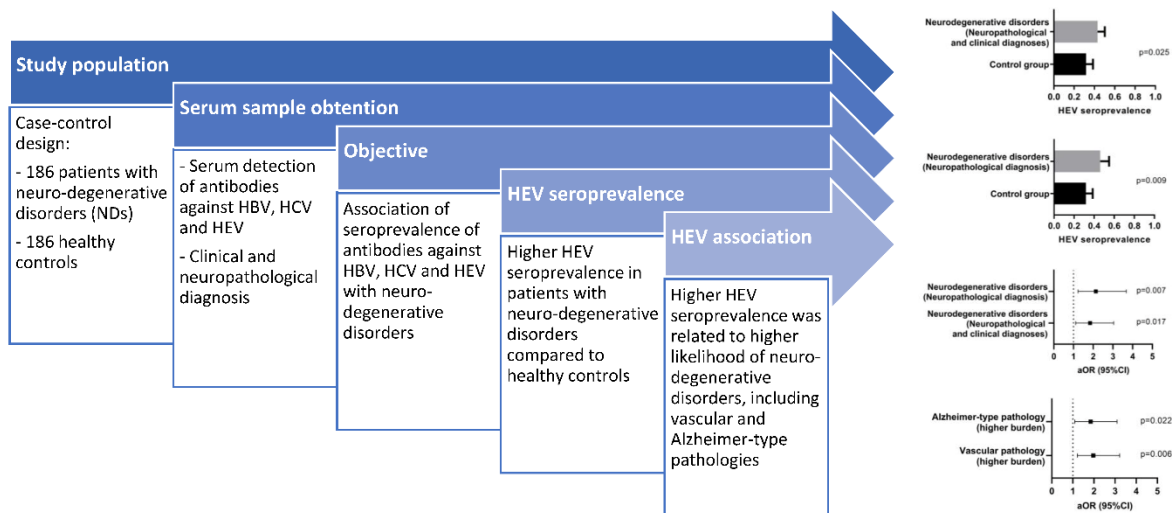 Study population
Case-control
design:
- 186 patients with
neuro-degenerative
disorders (NDs)
- 186 healthy
controls
Serum sample obtention
- Serum detection
of antibodies
against HBV, HCV
and HEV
- Clinical and
neuropathological
diagnosis
Objective
Association of
seroprevalence of
antibodies against
HBV, HCV and HEV
with neuro-
degenerative
disorders
HEV seroprevalence
Higher HEV
seroprevalence in
patients with
neuro-degenerative
disorders
compared to
healthy controls
HEV association
Higher HEV
seroprevalence was
related to higher
likelihood of neuro-
degenerative
disorders, including
vascular and
Alzheimer-type
pathologies
Neurodegenerative disorders
(Neuropathological
and clinical diagnoses)
p=0.025
Control group
0.0 0.2 0.4 0.6 0.8 1.0
HEV seroprevalence
Neurodegenerative disorders
(Neuropathological diagnosis)
p=0.009
Control group
0.0 0.2 0.4 0.6 0.8 1.0
HEV seroprevalence
Neurodegenerative disorders
(Neuropathological diagnosis)
p=0.007
Neurodegenerative disorders
(Neuropathological
and clinical diagnoses)
p=0.017
0 1 2 3 4 5
aOR (95%CI)
Alzheimer-type pathology
(higher burden)
p=0.022
Vascular pathology
(higher burden)
p=0.006
0 1 2 3 4 5
aOR (95%CI)